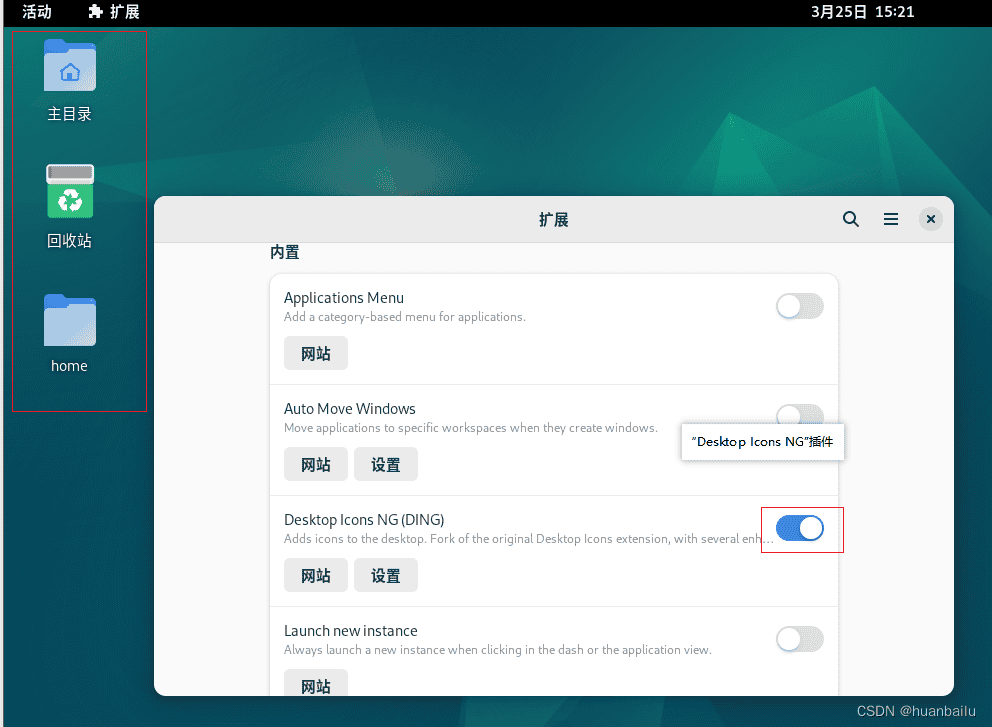 活动 扩展 3月25日 15:21
主目录
回收站
home
扩展
内置
Applications Menu
Add a category-based menu for applications.
网站
Auto Move Windows
Move applications to specific workspaces when they create windows.
“Desktop Icons NG”插件
网站 设置
Desktop Icons NG (DING)
Adds icons to the desktop. Fork of the original Desktop Icons extension, with several enh…
网站 设置
Launch new instance
Always launch a new instance when clicking in the dash or the application view.
网站
CSDN @huanbailu